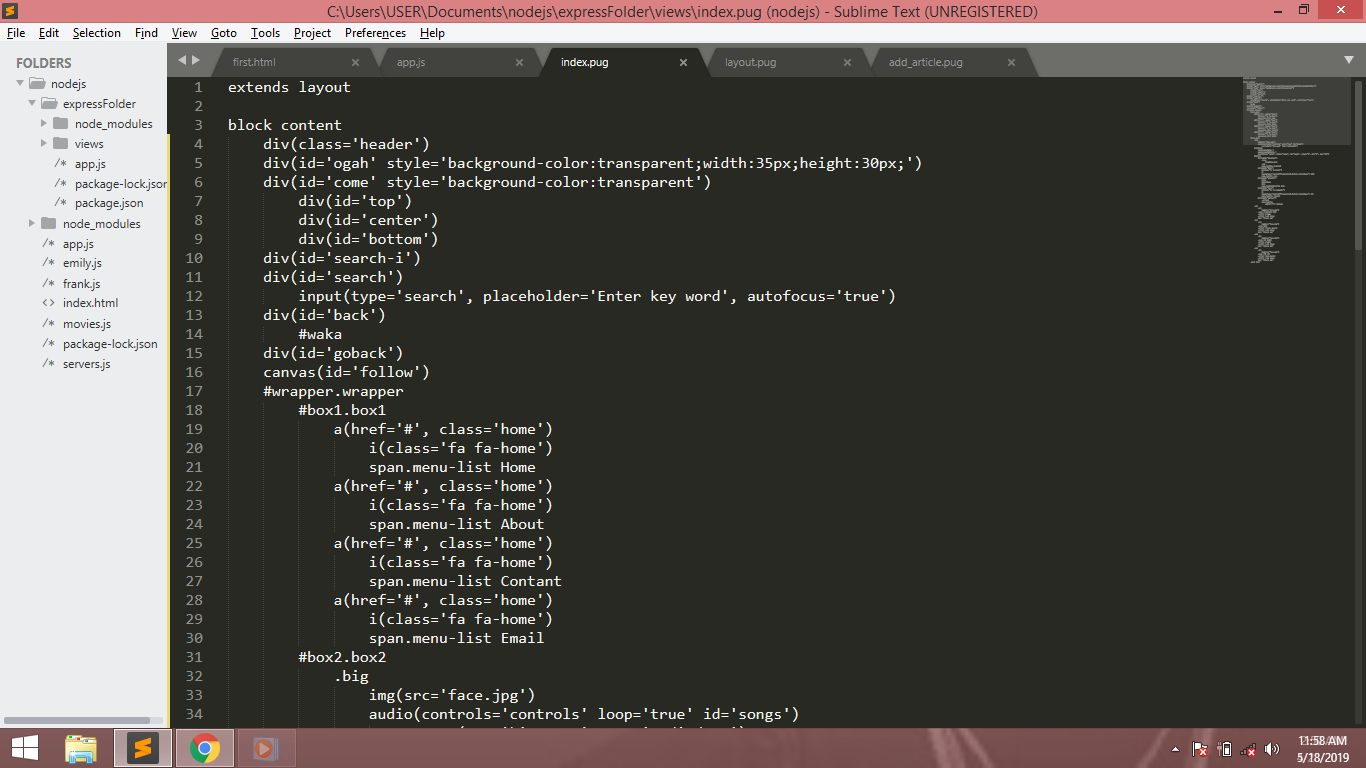 C:\Users\USER\Documents\nodejs\expressFolder\views\index.pug (nodejs) - Sublime Text (UNREGISTERED)
File Edit Selection Find View Goto Tools Project Preferences Help
FOLDERS
nodejs
expressFolder
node_modules
views
app.js
package-lock.jsor
package.json
node_modules
app.js
emily.js
frank.js
index.html
movies.js
package-lock.json
servers.js
first.html app.js index.pug layout.pug add_article.pug
1 extends layout
2
3 block content
4 div(class='header')
5 div(id='ogah' style='background-color:transparent;width:35px;height:30px;')
6 div(id='come' style='background-color:transparent')
7 div(id='top')
8 div(id='center')
9 div(id='bottom')
10 div(id='search-i')
11 div(id='search')
12 input(type='search', placeholder='Enter key word', autofocus='true')
13 div(id='back')
14 #waka
15 div(id='goback')
16 canvas(id='follow')
17 #wrapper.wrapper
18 #box1.box1
19 a(href='#', class='home')
20 i(class='fa fa-home')
21 span.menu-list Home
22 a(href='#', class='home')
23 i(class='fa fa-home')
24 span.menu-list About
25 a(href='#', class='home')
26 i(class='fa fa-home')
27 span.menu-list Contant
28 a(href='#', class='home')
29 i(class='fa fa-home')
30 span.menu-list Email
31 #box2.box2
32 .big
33 img(src='face.jpg')
34 audio(controls='controls' loop='true' id='songs')
11:58 AM
5/18/2019